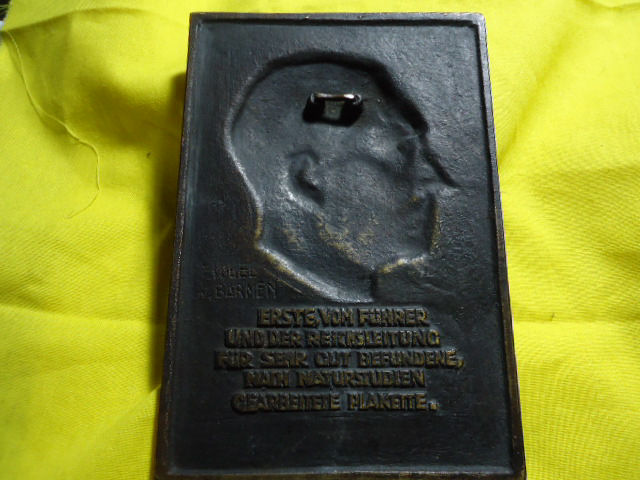 BARMEN
ERSTE, VOM FÜHRER
UND DER REICHSLEITUNG
FÜR SEHR GUT BEFUNDENE,
NACH NATURSTUDIEN
GEARBEITETE PLAKETTE.